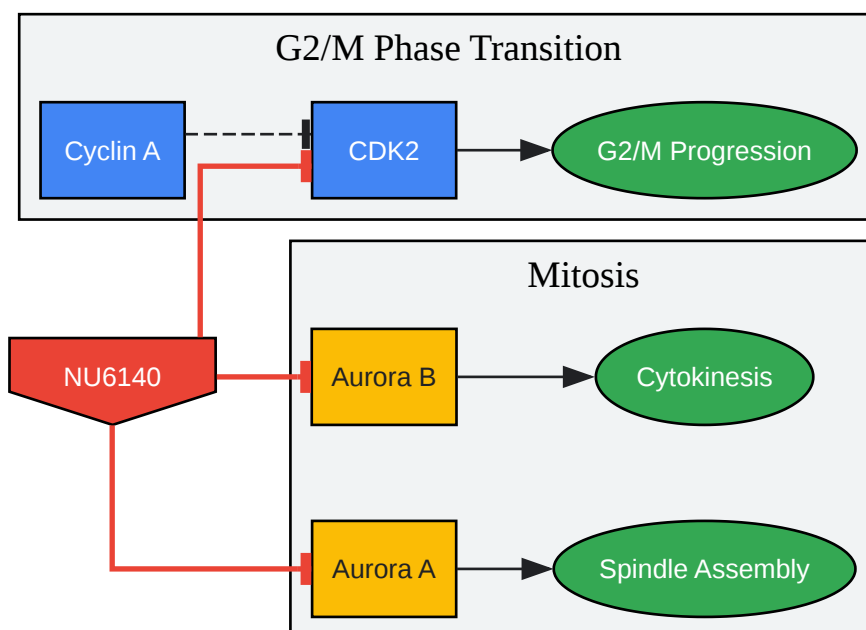 G2/M Phase Transition
Cyclin A
CDK2
G2/M Progression
Mitosis
NU6140
Aurora B
Cytokinesis
Aurora A
Spindle Assembly